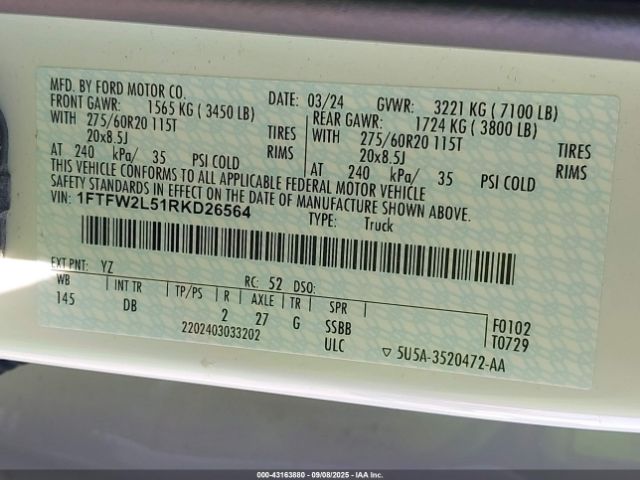 MFD. BY FORD MOTOR CO.
DATE: 03/24 GVWR: 3221 KG ( 7100 LB)
FRONT GAWR: 1565 KG ( 3450 LB) REAR GAWR: 1724 KG ( 3800 LB)
WITH 275/60R20 115T TIRES WITH 275/60R20 115T TIRES
20x8.5J RIMS 20x8.5J RIMS
AT 240 kPa/ 35 PSI COLD AT 240 kPa/ 35 PSI COLD
THIS VEHICLE CONFORMS TO ALL APPLICABLE FEDERAL MOTOR VEHICLE
SAFETY STANDARDS IN EFFECT ON THE DATE OF MANUFACTURE SHOWN ABOVE.
VIN: 1FTFW2L51RKD26564 TYPE: Truck
EXT PNT: YZ RC: 52 DSO:
WB INT TR TP/PS R AXLE TR SPR F0102
145 DB 2 27 G SSBB T0729
2202403033202 ULC ▽ 5U5A-3520472-AA
000-43163880 - 09/08/2025 - IAAI.com